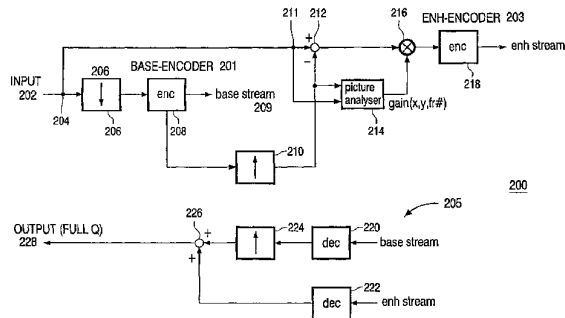 211
212
216
ENH-ENCODER 203
+
−
enc
enh stream
218
INPUT
202
204
206
206
BASE-ENCODER 201
enc
208
base stream
209
210
picture
analyser
214
gain(x,y,fr#)
200
205
OUTPUT (FULL Q)
228
226
+
+
224
220
dec
base stream
222
dec
enh stream